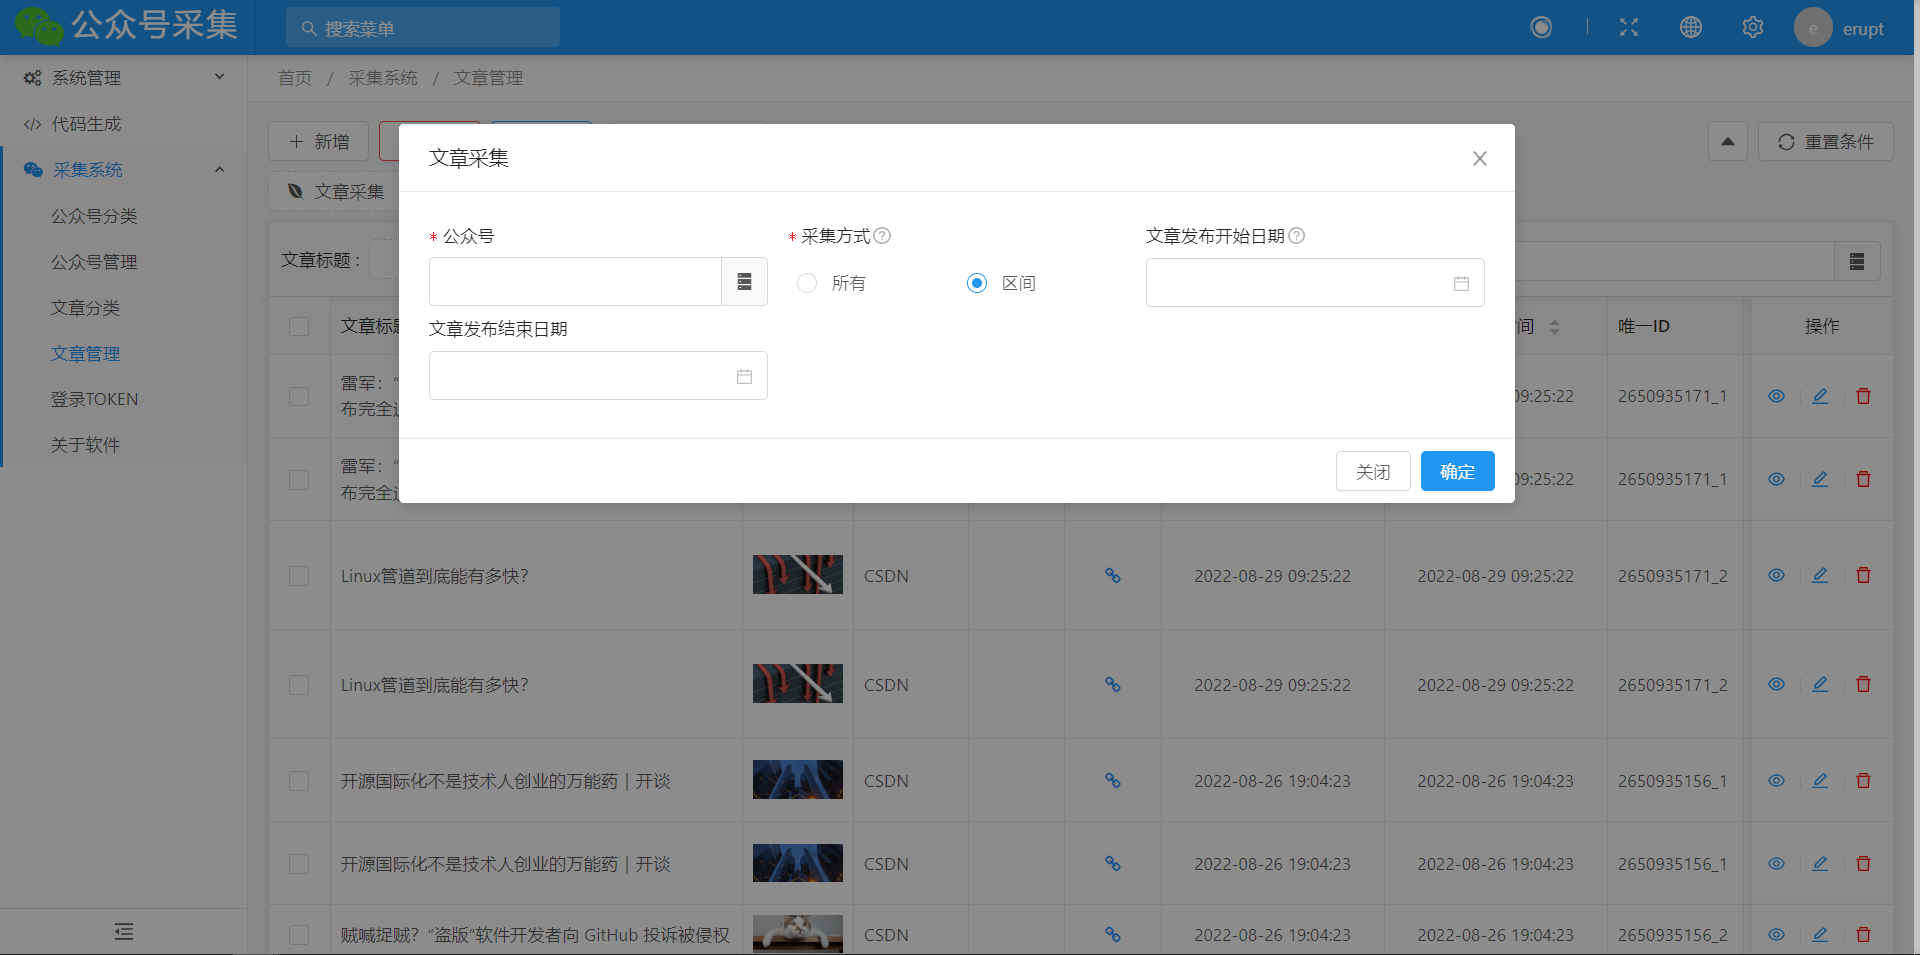 公众号采集
搜索菜单
e
erupt
系统管理
代码生成
采集系统
公众号分类
公众号管理
文章分类
文章管理
登录TOKEN
关于软件
首页 / 采集系统 / 文章管理
新增
重置条件
文章采集
文章标题 :
文章采集
* 公众号
* 采集方式
所有
区间
文章发布开始日期
文章发布结束日期
关闭
确定
文章标题
间
唯一ID
操作
雷军：“
布完全
09:25:22
2650935171_1
雷军：“
布完全
09:25:22
2650935171_1
Linux管道到底能有多快？
CSDN
2022-08-29 09:25:22
2022-08-29 09:25:22
2650935171_2
Linux管道到底能有多快？
CSDN
2022-08-29 09:25:22
2022-08-29 09:25:22
2650935171_2
开源国际化不是技术人创业的万能药 | 开谈
CSDN
2022-08-26 19:04:23
2022-08-26 19:04:23
2650935156_1
开源国际化不是技术人创业的万能药 | 开谈
CSDN
2022-08-26 19:04:23
2022-08-26 19:04:23
2650935156_1
贼喊捉贼？“盗版”软件开发者向 GitHub 投诉被侵权
CSDN
2022-08-26 19:04:23
2022-08-26 19:04:23
2650935156_2